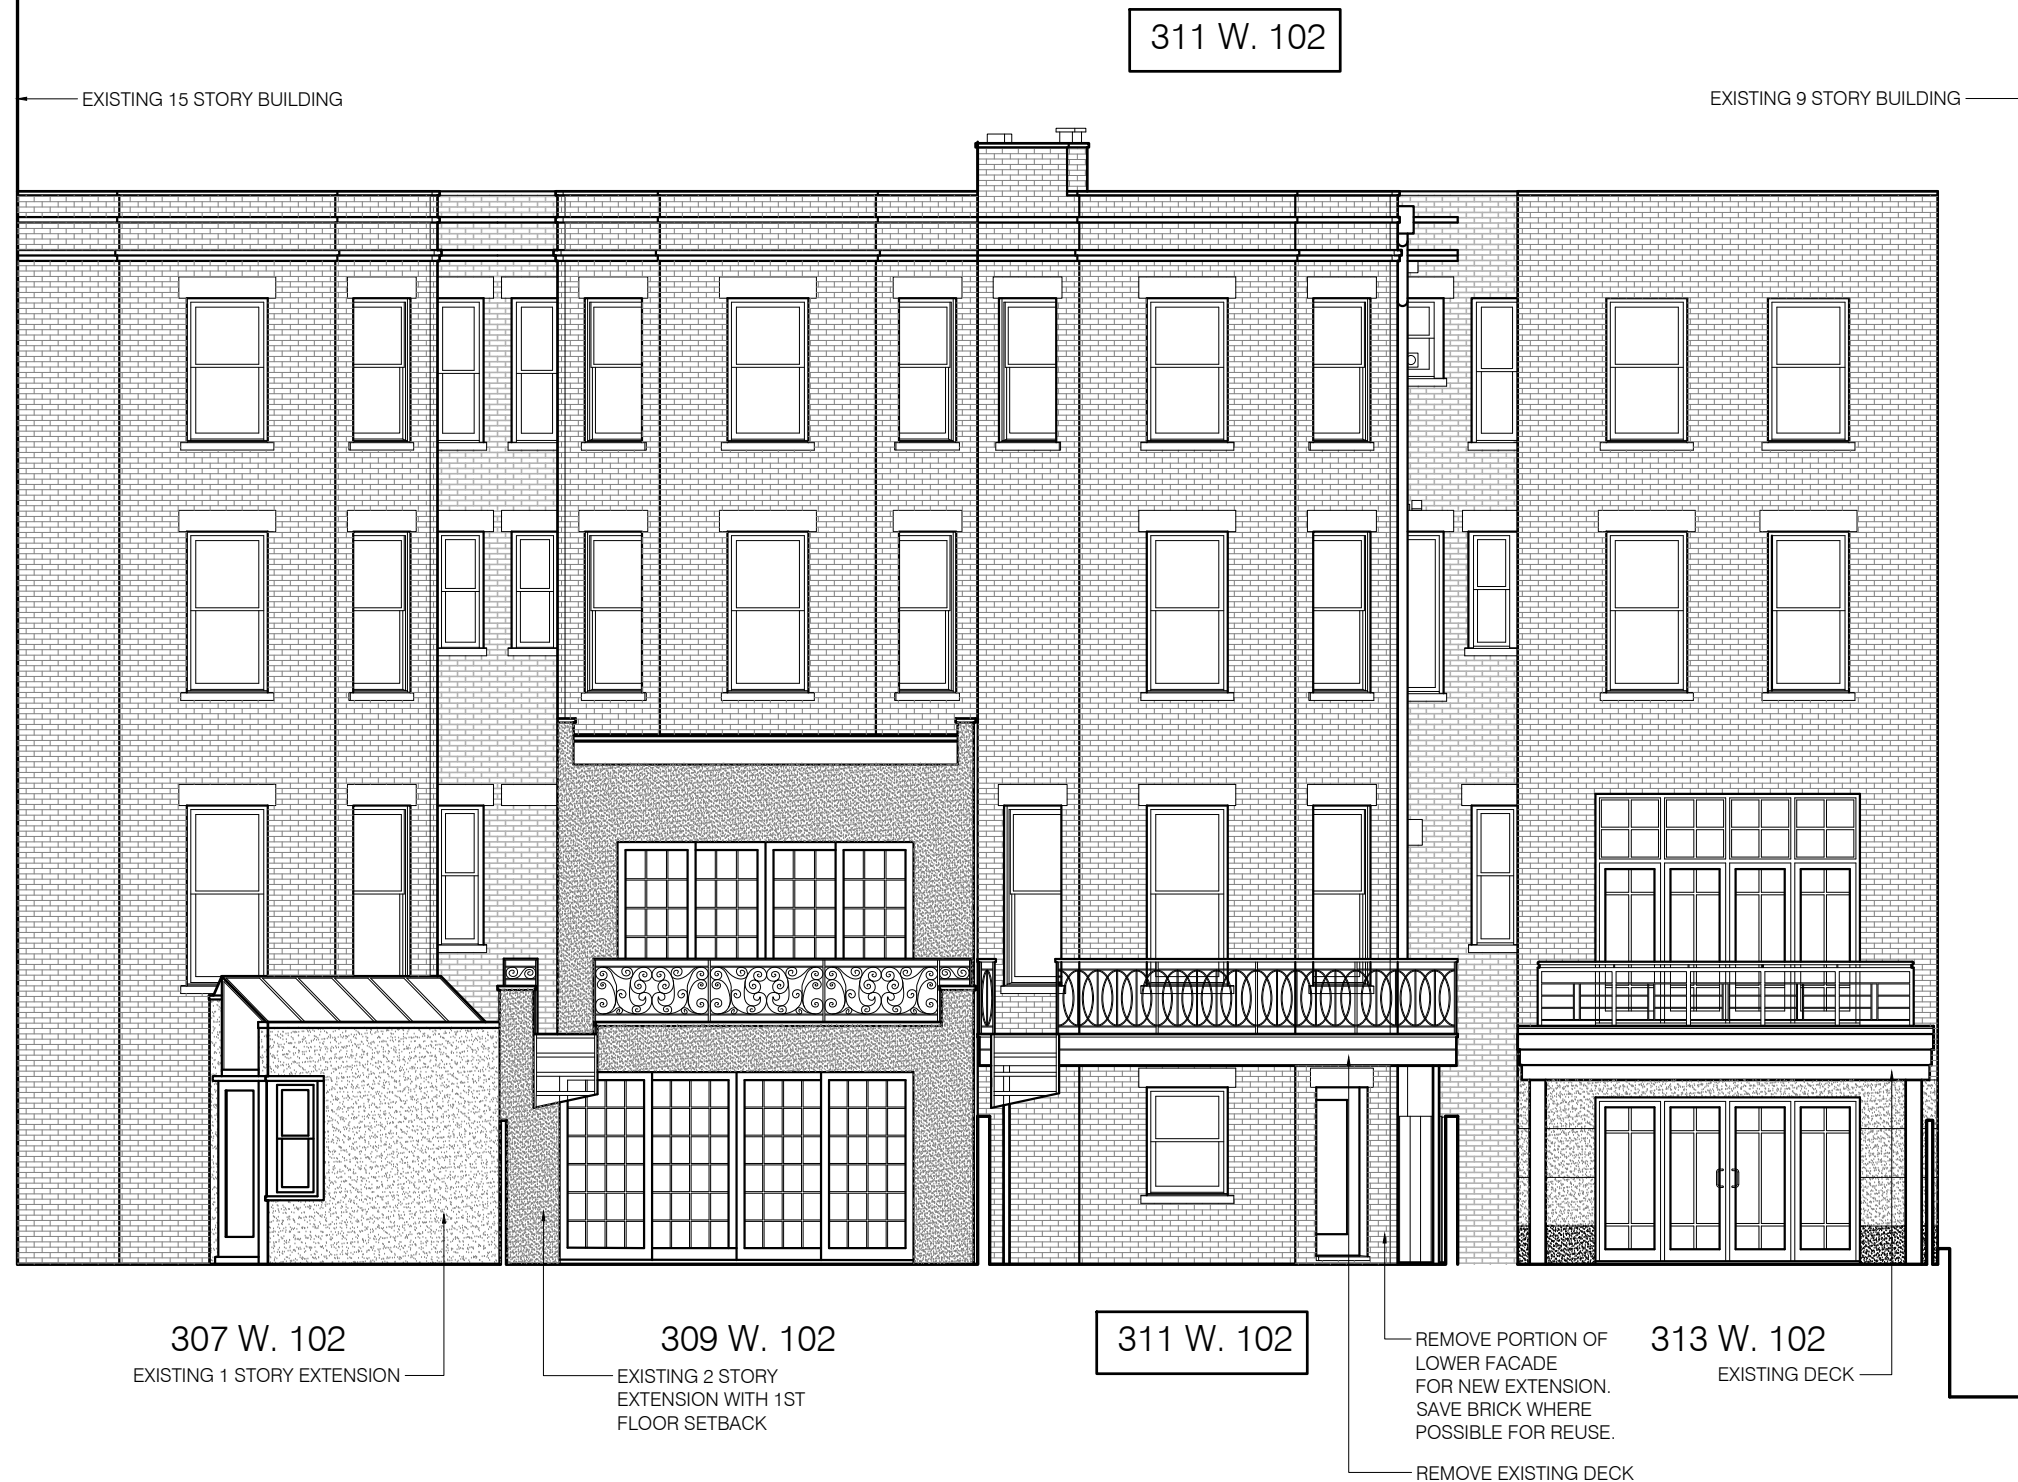 311 W. 102
EXISTING 15 STORY BUILDING
EXISTING 9 STORY BUILDING
307 W. 102
EXISTING 1 STORY EXTENSION
309 W. 102
EXISTING 2 STORY
EXTENSION WITH 1ST
FLOOR SETBACK
311 W. 102
REMOVE PORTION OF
LOWER FACADE
FOR NEW EXTENSION.
SAVE BRICK WHERE
POSSIBLE FOR REUSE.
REMOVE EXISTING DECK
313 W. 102
EXISTING DECK